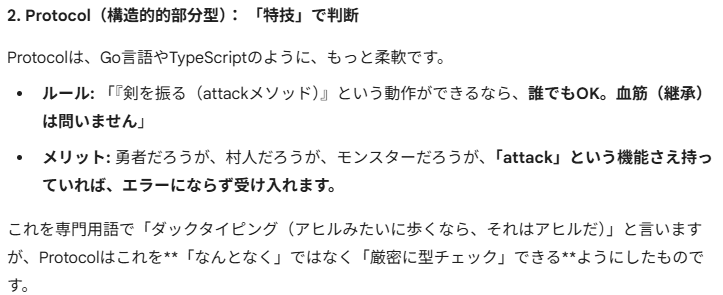 2. Protocol（構造的的部分型）： 「特技」で判断
Protocolは、Go言語やTypeScriptのように、もっと柔軟です。
• ルール: 「『剣を振る（attackメソッド）』という動作ができるなら、誰でもOK。血筋（継承）
は問いません」
• メリット: 勇者だろうが、村人だろうが、モンスターだろうが、「attack」という機能さえ持っ
ていれば、エラーにならず受け入れます。
これを専門用語で「ダックタイピング（アヒルみたいに歩くなら、それはアヒルだ）」と言います
が、Protocolはこれを**「なんとなく」ではなく「厳密に型チェック」できる**ようにしたもので
す。